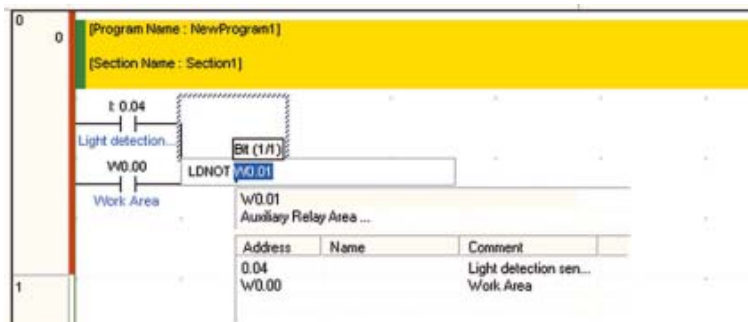 0
0
[Program Name : NewProgram1]
[Section Name : Section1]
I: 0.04
Light detection...
Bit (1/1)
W0.00
LDNOT W0.01
Work Area
W0.01
Auxiliary Relay Area ...
Address Name Comment
0.04 Light detection sen...
W0.00 Work Area
1